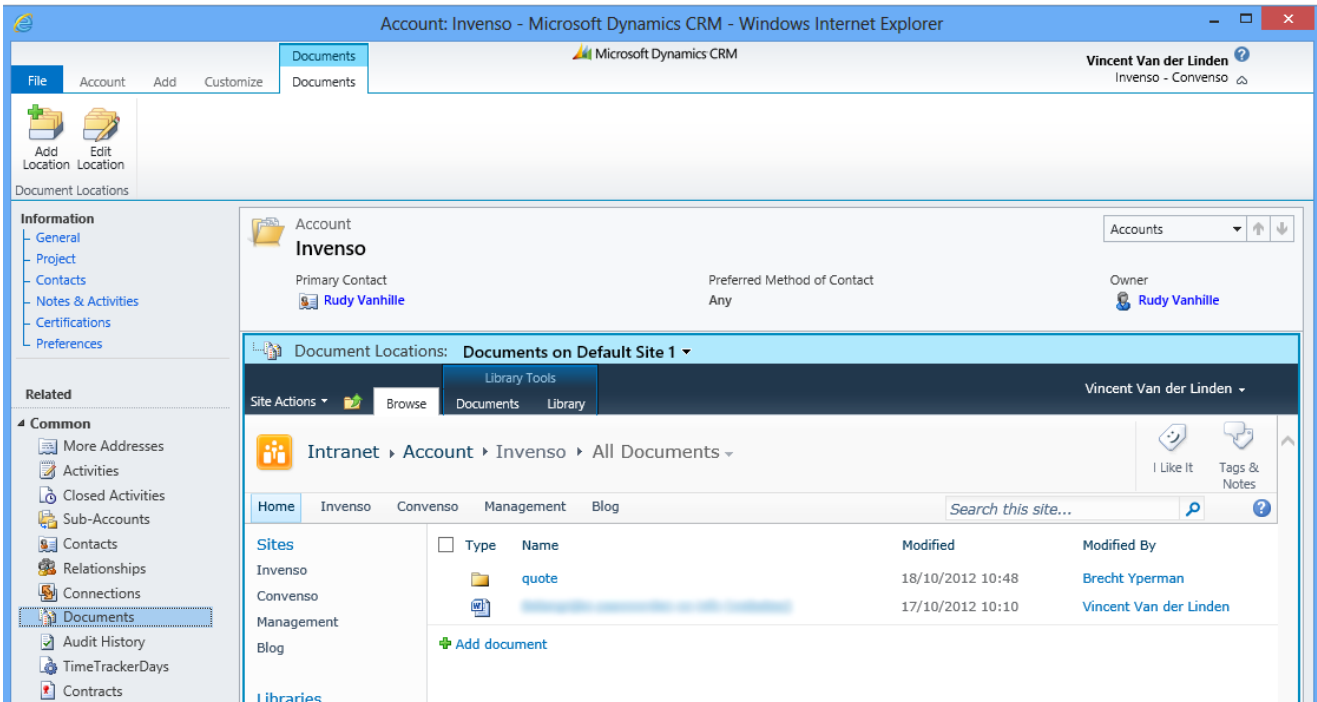 Account: Invenso - Microsoft Dynamics CRM - Windows Internet Explorer
Documents
Microsoft Dynamics CRM
Vincent Van der Linden
Invenso - Convenso
File Account Add Customize Documents
Add Location
Edit Location
Document Locations
Information
General
Project
Contacts
Notes & Activities
Certifications
Preferences
Related
Common
More Addresses
Activities
Closed Activities
Sub-Accounts
Contacts
Relationships
Connections
Documents
Audit History
TimeTrackerDays
Contracts
Account
Invenso
Accounts
Primary Contact Preferred Method of Contact Owner
Rudy Vanhille Any Rudy Vanhille
Document Locations: Documents on Default Site 1
Library Tools
Vincent Van der Linden
Site Actions Browse Documents Library
Intranet Account Invenso All Documents
I Like It
Tags &
Notes
Home Invenso Convenso Management Blog
Search this site...
Sites
Invenso
Convenso
Management
Blog
Libraries
Type Name Modified Modified By
quote 18/10/2012 10:48 Brecht Yperman
17/10/2012 10:10 Vincent Van der Linden
Add document